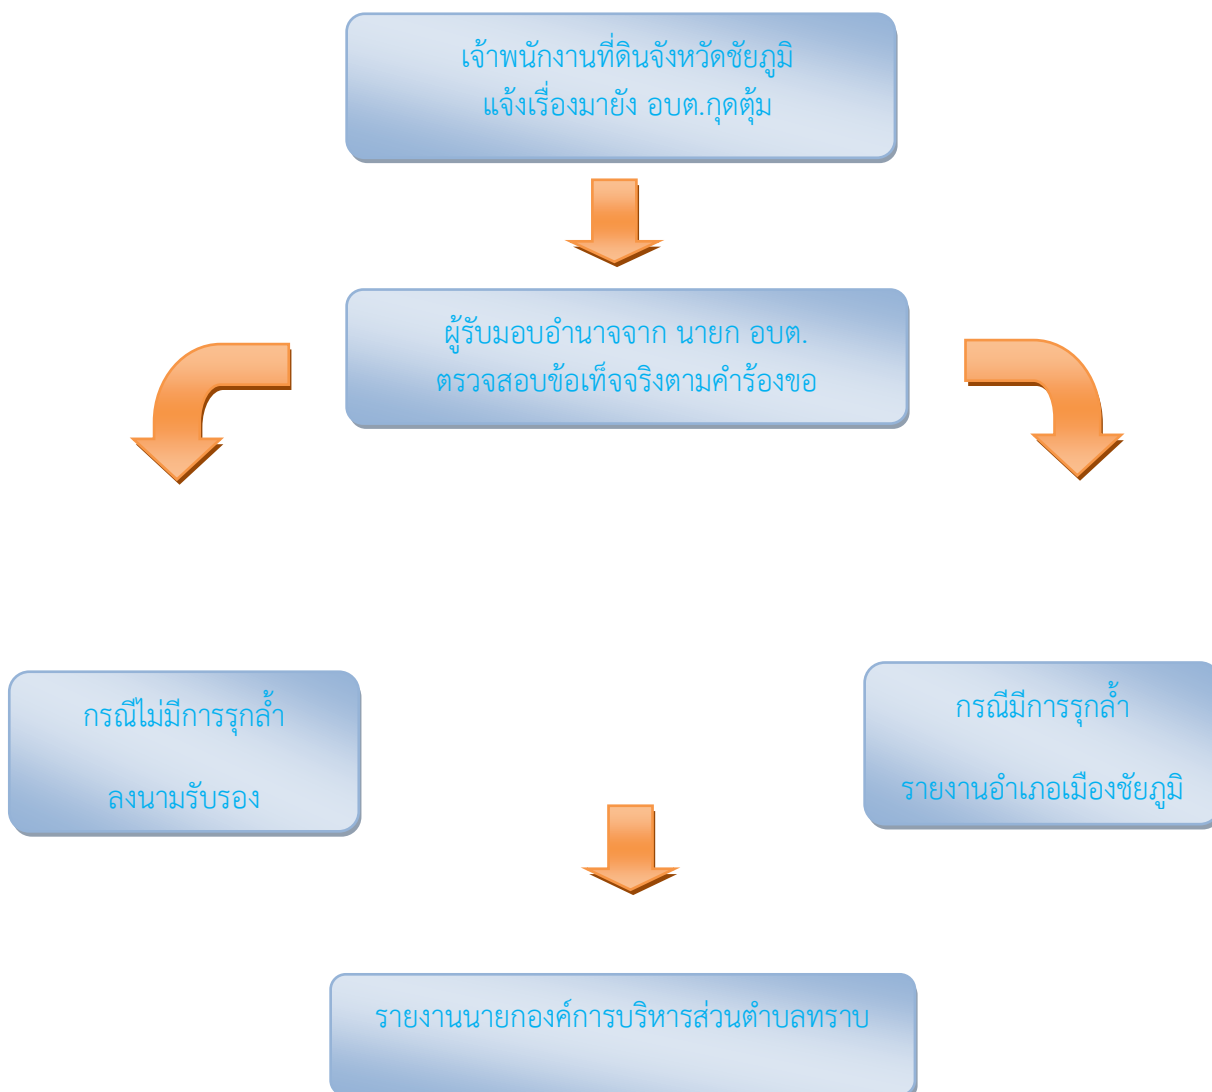 เจ้าพนักงานที่ดินจังหวัดชัยภูมิ
แจ้งเรื่องมายัง อบต.กุดตุ้ม
ผู้รับมอบอำนาจจาก นายก อบต.
ตรวจสอบข้อเท็จจริงตามคำร้องขอ
กรณีไม่มีการรุกล้ำ
ลงนามรับรอง
กรณีมีการรุกล้ำ
รายงานอำเภอเมืองชัยภูมิ
รายงานนายกองค์การบริหารส่วนตำบลทราบ